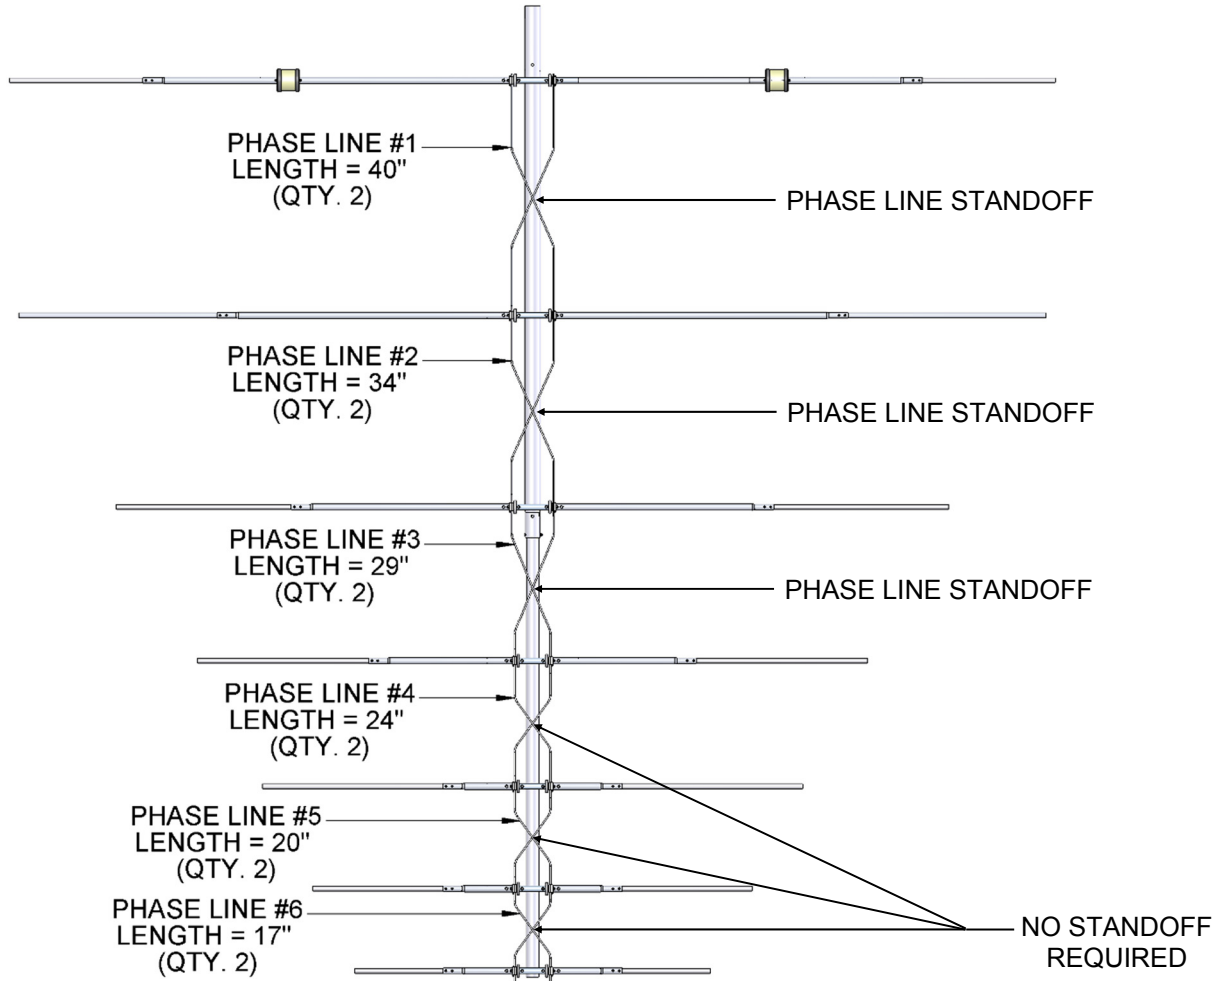 PHASE LINE #1
LENGTH = 40"
(QTY. 2)
PHASE LINE STANDOFF
PHASE LINE #2
LENGTH = 34"
(QTY. 2)
PHASE LINE STANDOFF
PHASE LINE #3
LENGTH = 29"
(QTY. 2)
PHASE LINE STANDOFF
PHASE LINE #4
LENGTH = 24"
(QTY. 2)
PHASE LINE #5
LENGTH = 20"
(QTY. 2)
PHASE LINE #6
LENGTH = 17"
(QTY. 2)
NO STANDOFF
REQUIRED